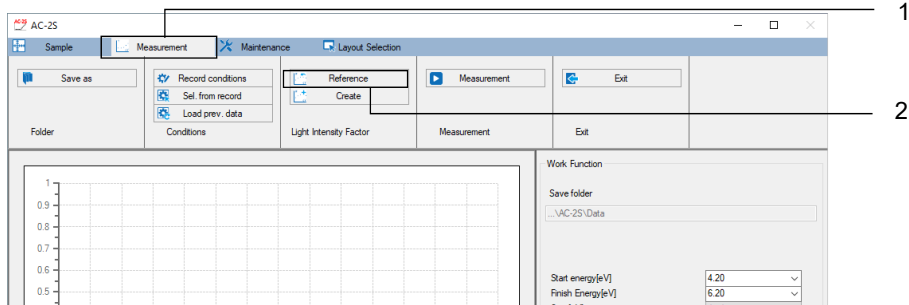 1
AC-2S
Sample Measurement Maintenance Layout Selection
Save as Record conditions Reference Measurement Exit
Sel. from record Create
Load prev. data
2
Folder Conditions Light Intensity Factor Measurement Exit
Work Function
Save folder
...\AC-2S\Data
1
0.9
0.8
0.7
0.6
0.5
Start energy[eV] 4.20
Finish Energy[eV] 6.20